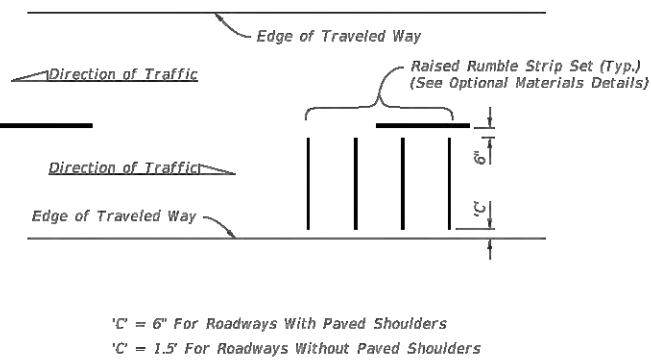 Edge of Traveled Way
Direction of Traffic
Raised Rumble Strip Set (Typ.)
(See Optional Materials Details)
6"
Direction of Traffic
'C'
Edge of Traveled Way
'C' = 6" For Roadways With Paved Shoulders
'C' = 1.5' For Roadways Without Paved Shoulders